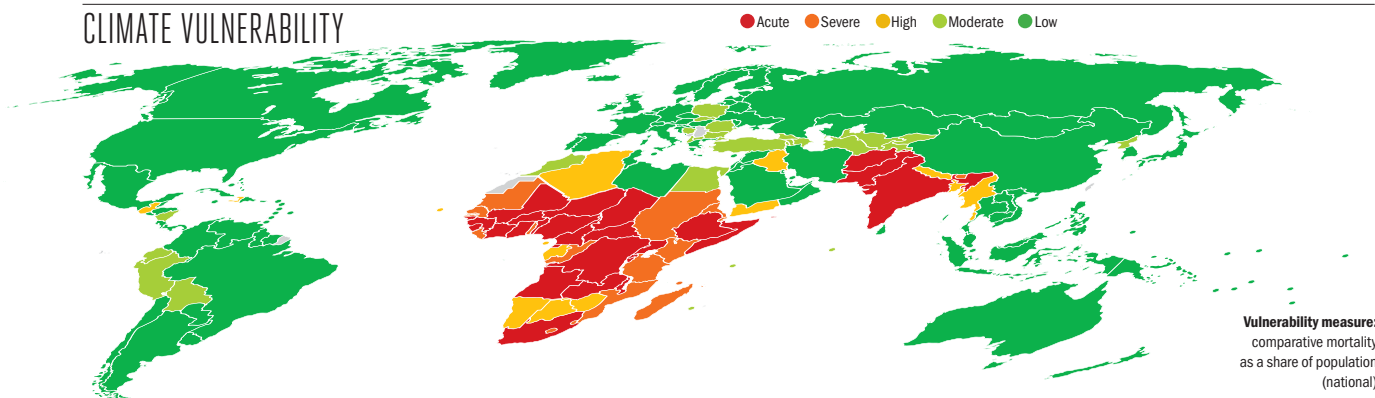 CLIMATE VULNERABILITY
Acute Severe High Moderate Low
Vulnerability measure:
comparative mortality
as a share of population
(national)